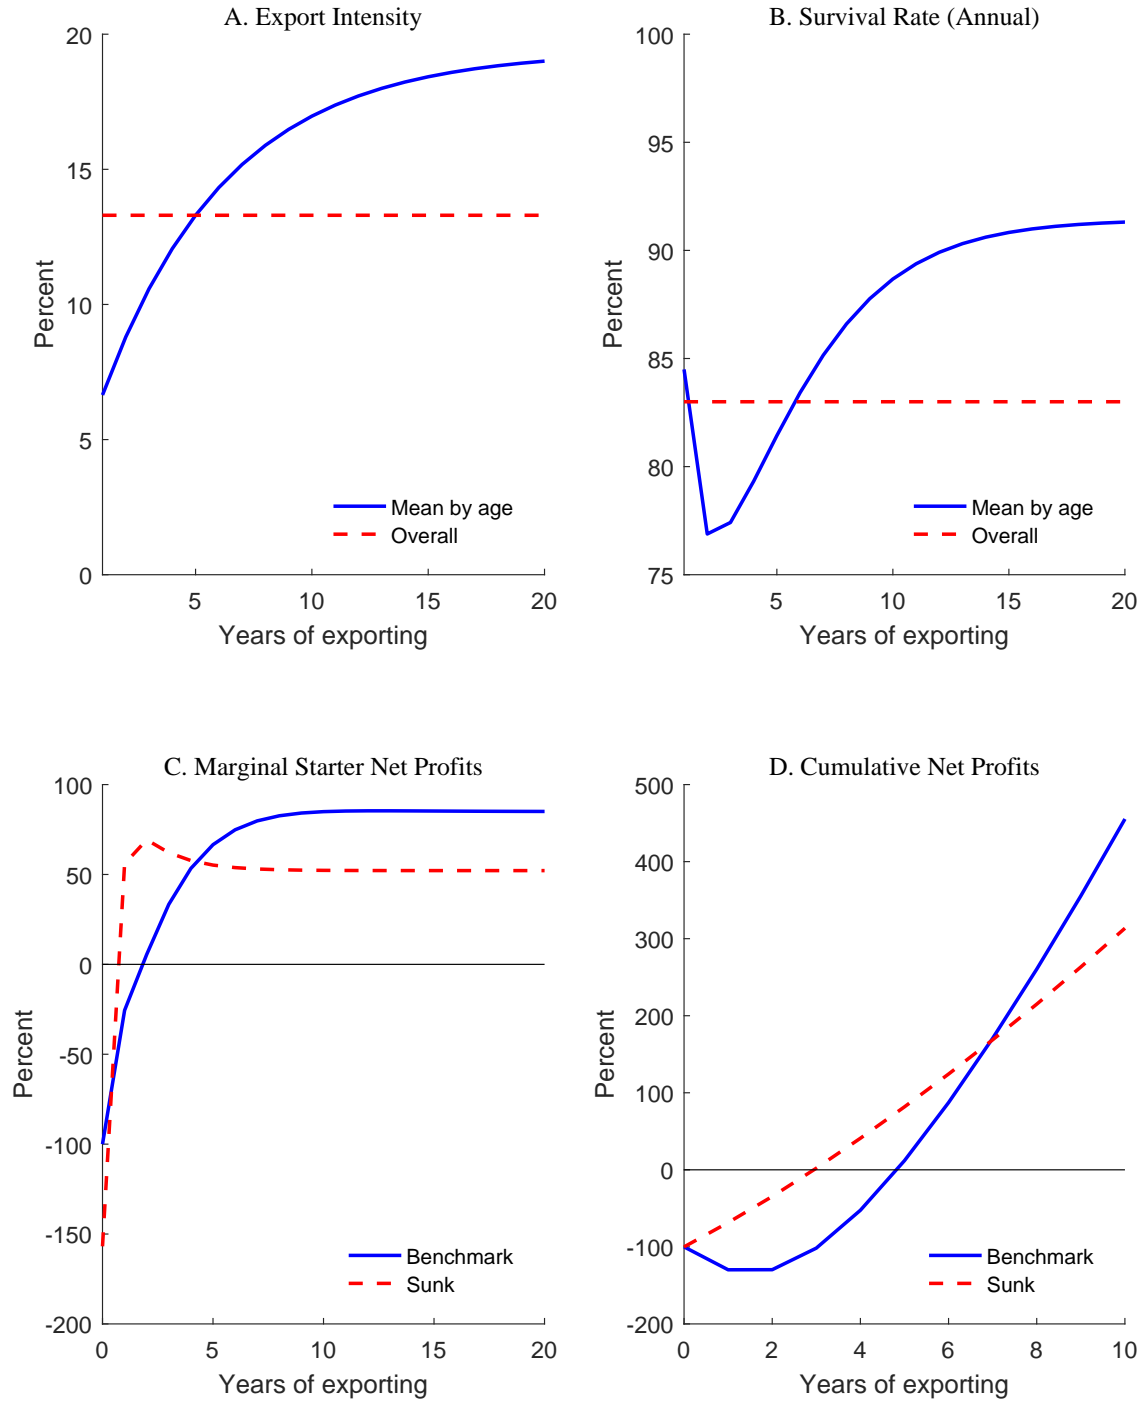 A. Export Intensity
20
15
10
5
0
Percent
5
10
15
20
Years of exporting
Mean by age
Overall
B. Survival Rate (Annual)
100
95
90
85
80
75
Percent
5
10
15
20
Years of exporting
Mean by age
Overall
C. Marginal Starter Net Profits
100
50
0
-50
-100
-150
-200
Percent
0
5
10
15
20
Years of exporting
Benchmark
Sunk
D. Cumulative Net Profits
500
400
300
200
100
0
-100
-200
Percent
0
2
4
6
8
10
Years of exporting
Benchmark
Sunk